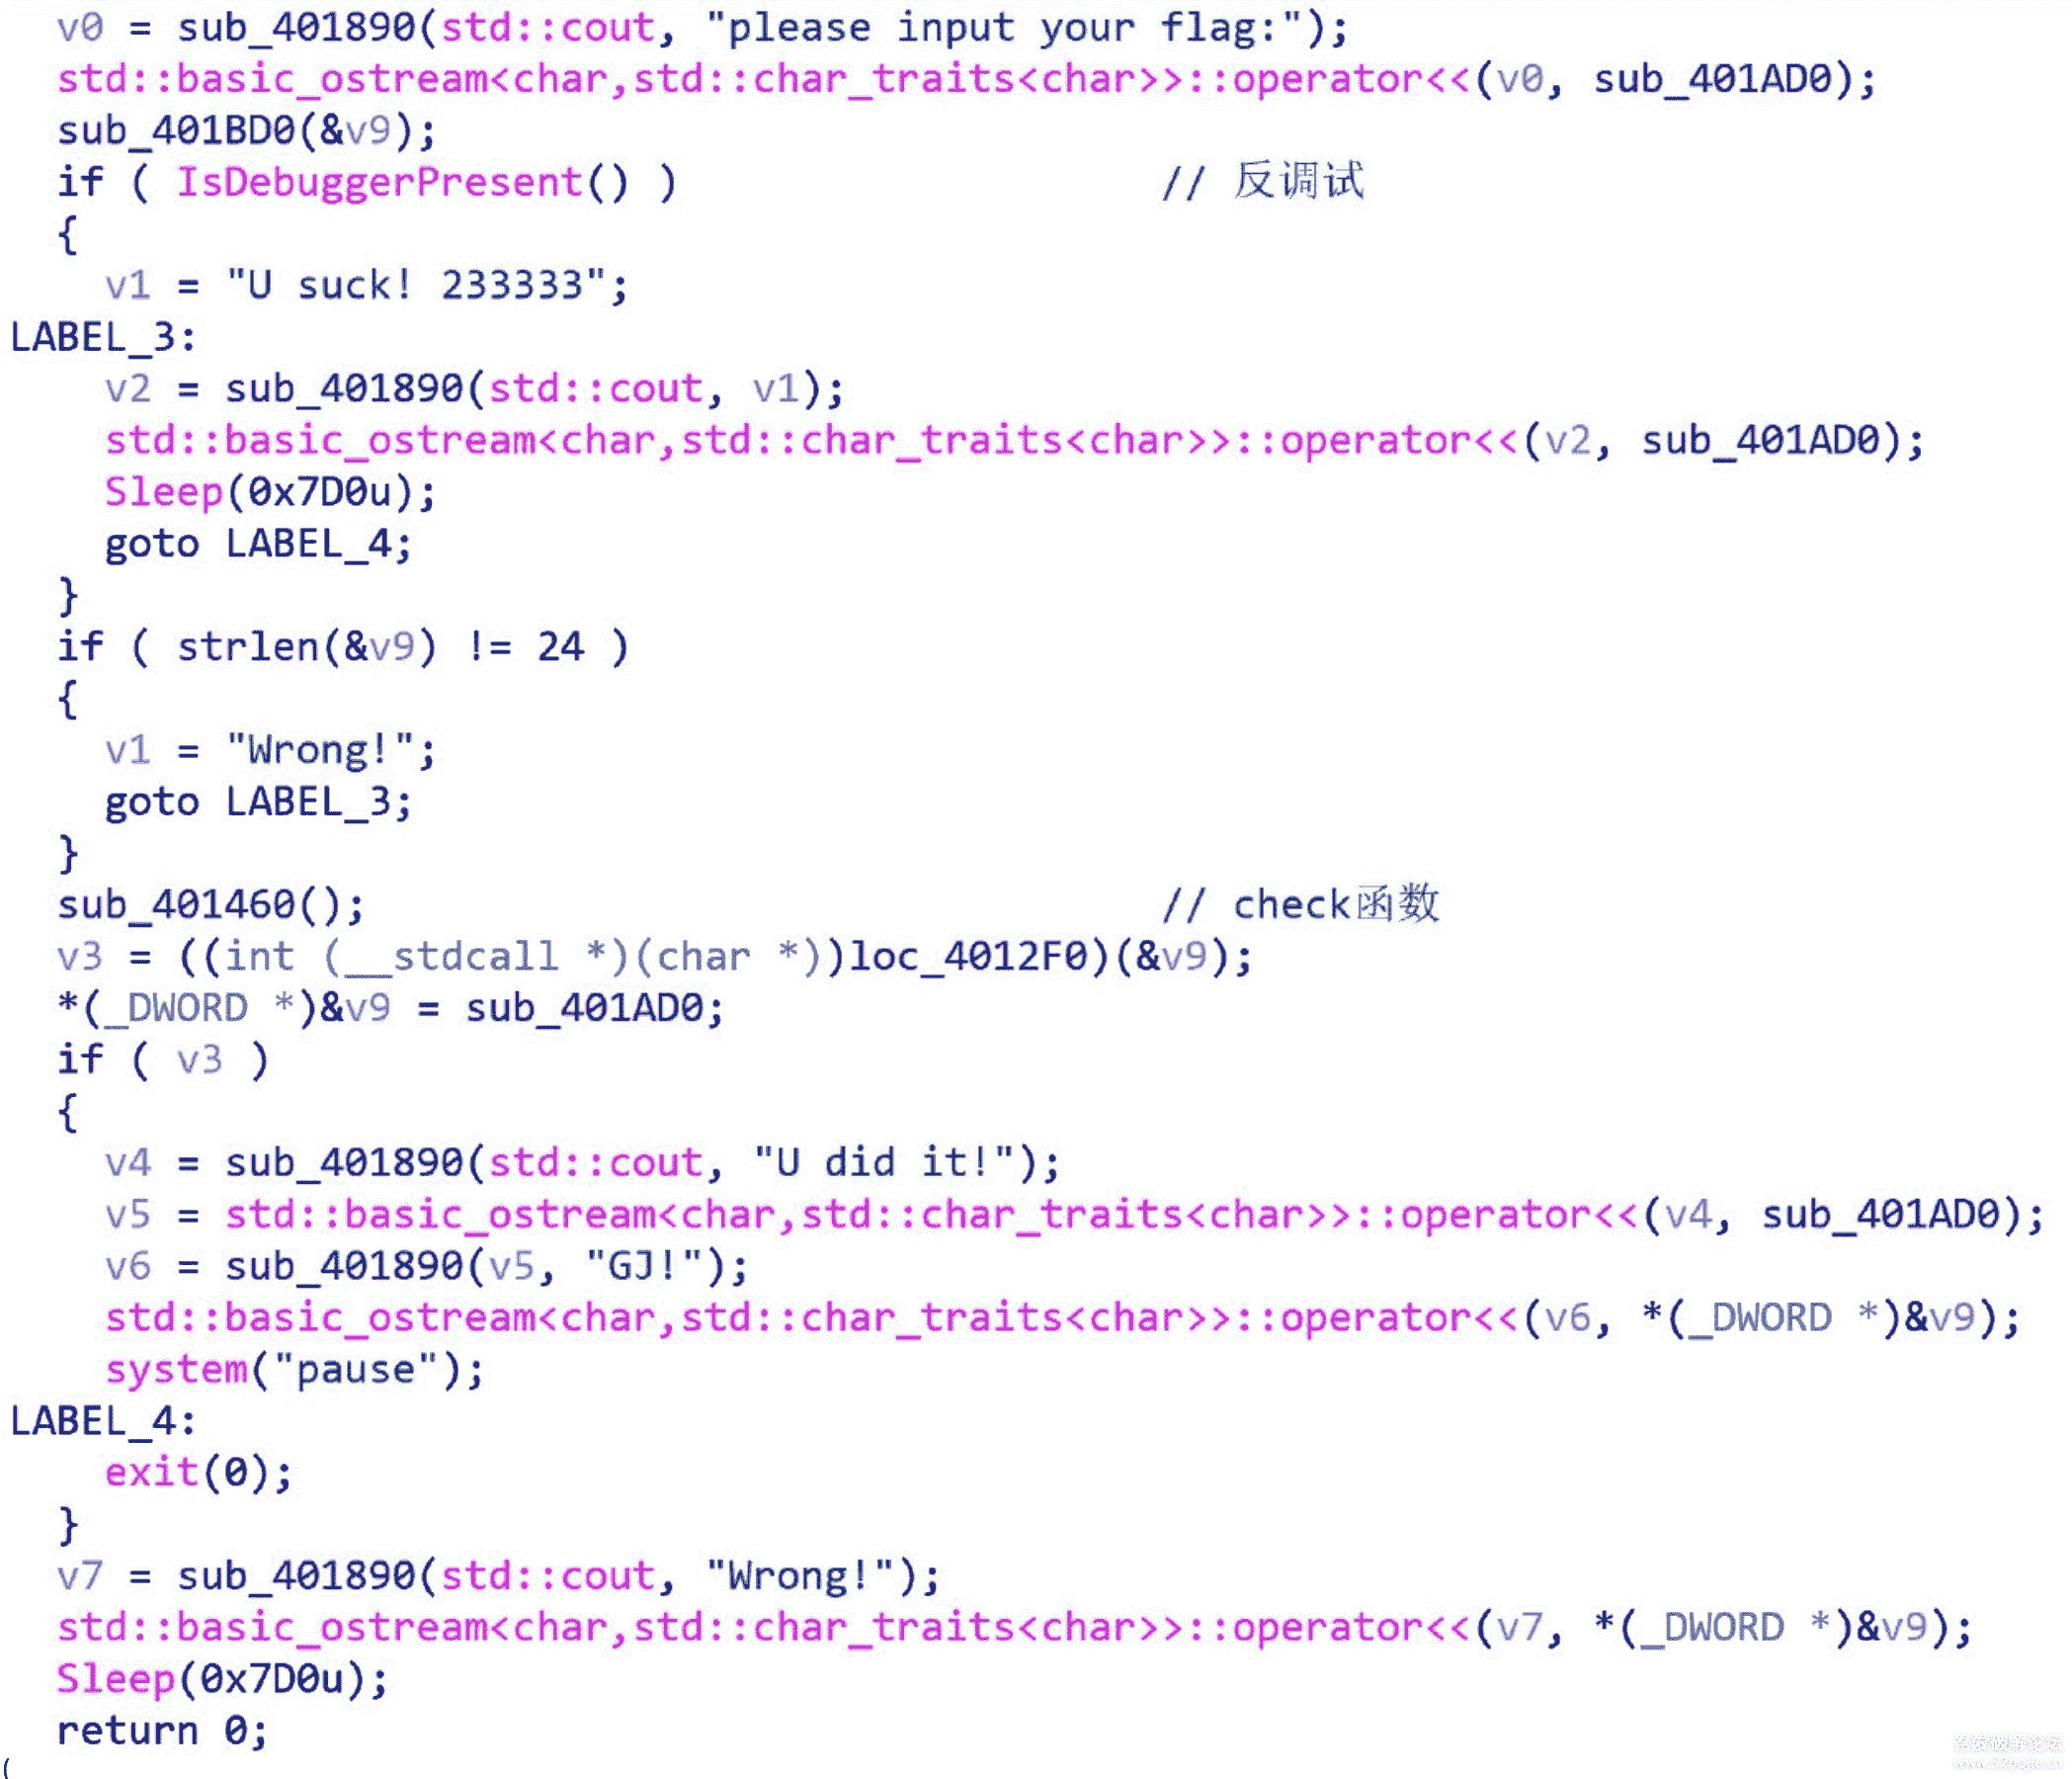 v0 = sub_401890(std::cout, "please input your flag:");
std::basic_ostream<char,std::char_traits<char>>::operator<<(v0, sub_401AD0);
sub_401BD0(&v9);
if ( IsDebuggerPresent() ) // 反调试
{
v1 = "U suck! 233333";
LABEL_3:
v2 = sub_401890(std::cout, v1);
std::basic_ostream<char,std::char_traits<char>>::operator<<(v2, sub_401AD0);
Sleep(0x7D0u);
goto LABEL_4;
}
if ( strlen(&v9) != 24 )
{
v1 = "Wrong!";
goto LABEL_3;
}
sub_401460(); // check函数
v3 = ((int (__stdcall *)(char *))loc_4012F0)(&v9);
*(_DWORD *)&v9 = sub_401AD0;
if ( v3 )
{
v4 = sub_401890(std::cout, "U did it!");
v5 = std::basic_ostream<char,std::char_traits<char>>::operator<<(v4, sub_401AD0);
v6 = sub_401890(v5, "GJ!");
std::basic_ostream<char,std::char_traits<char>>::operator<<(v6, *(_DWORD *)&v9);
system("pause");
LABEL_4:
exit(0);
}
v7 = sub_401890(std::cout, "Wrong!");
std::basic_ostream<char,std::char_traits<char>>::operator<<(v7, *(_DWORD *)&v9);
Sleep(0x7D0u);
return 0;